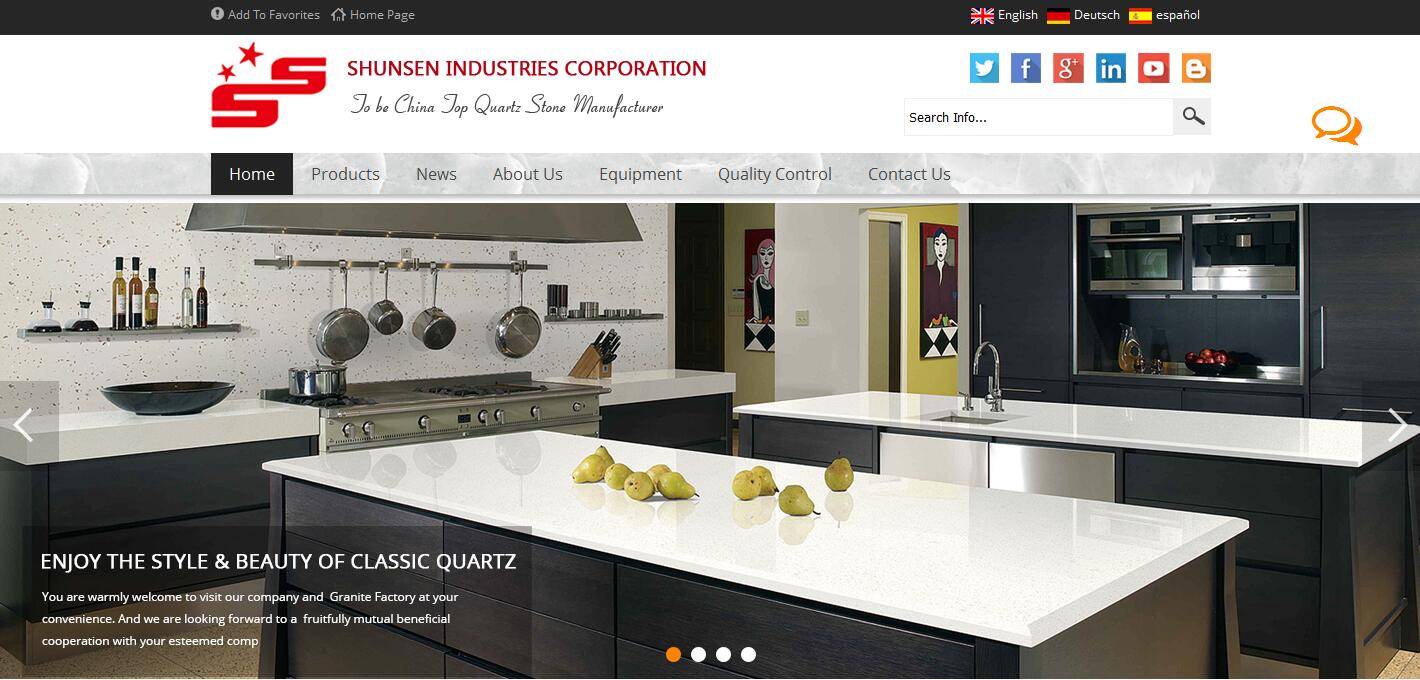 Add To Favorites Home Page English Deutsch español
SHUNSEN INDUSTRIES CORPORATION
To be China Top Quartz Stone Manufacturer
Search Info...
Home Products News About Us Equipment Quality Control Contact Us
ENJOY THE STYLE & BEAUTY OF CLASSIC QUARTZ
You are warmly welcome to visit our company and Granite Factory at your
convenience. And we are looking forward to a fruitfully mutual beneficial
cooperation with your esteemed comp